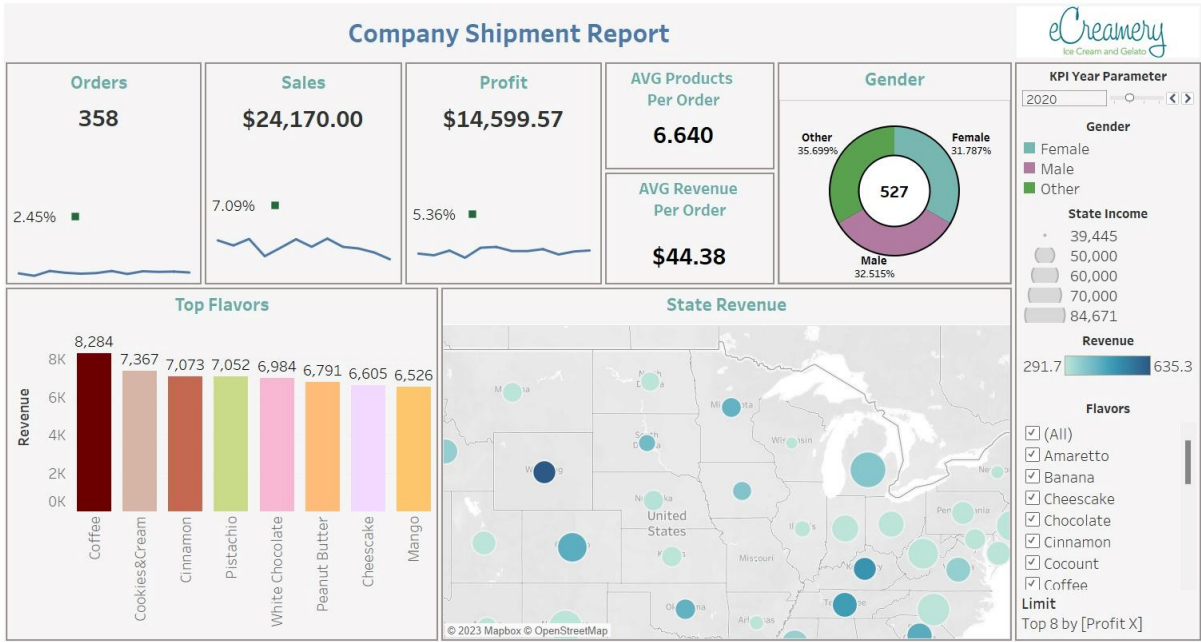 Company Shipment Report
eCreamery
Ice Cream and Gelato
Orders
358
2.45%
Sales
$24,170.00
7.09%
Profit
$14,599.57
5.36%
AVG Products
Per Order
6.640
AVG Revenue
Per Order
$44.38
Gender
Other
35.699%
Female
31.787%
527
Male
32.515%
KPI Year Parameter
2020
Gender
Female
Male
Other
State Income
39,445
50,000
60,000
70,000
84,671
Revenue
291.7
635.3
Flavors
(All)
Amaretto
Banana
Cheescake
Chocolate
Cinnamon
Cocount
Coffee
Limit
Top 8 by [Profit X]
Top Flavors
Revenue
8K
6K
4K
2K
0K
8,284
7,367
7,073
7,052
6,984
6,791
6,605
6,526
Coffee
Cookies&Cream
Cinnamon
Pistachio
White Chocolate
Peanut Butter
Cheescake
Mango
State Revenue
United
States
Missouri
© 2023 Mapbox © OpenStreetMap